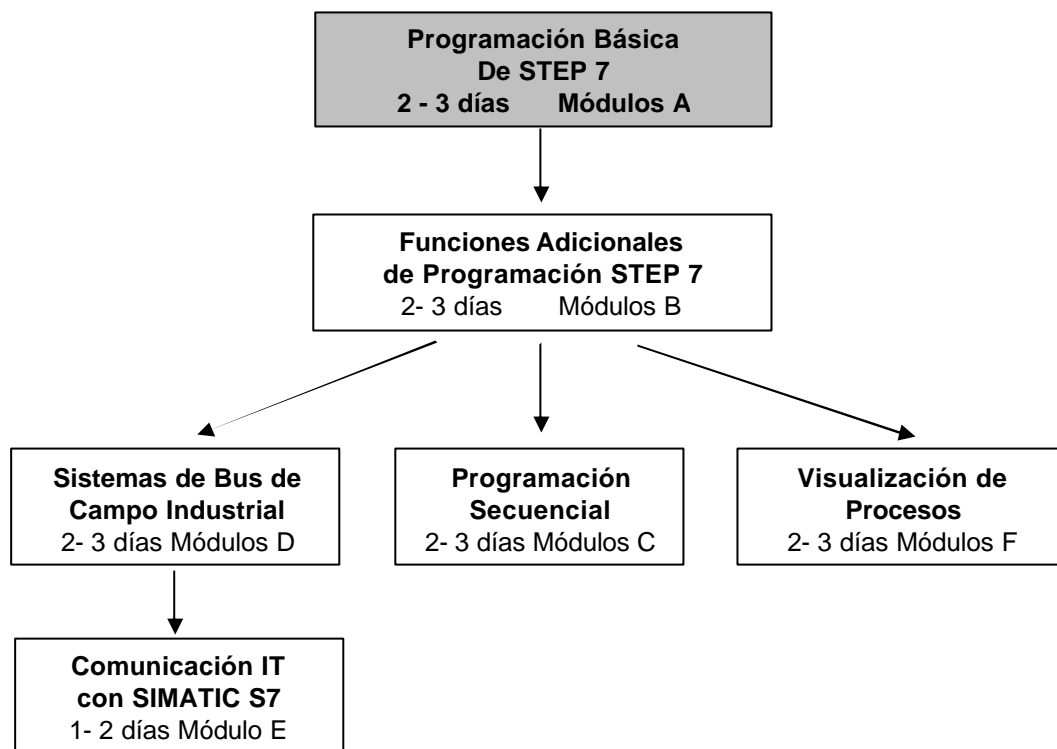 Programación Básica
De STEP 7
2 - 3 días Módulos A
Funciones Adicionales
de Programación STEP 7
2- 3 días Módulos B
Sistemas de Bus de
Campo Industrial
2- 3 días Módulos D
Programación
Secuencial
2- 3 días Módulos C
Visualización de
Procesos
2- 3 días Módulos F
Comunicación IT
con SIMATIC S7
1- 2 días Módulo E